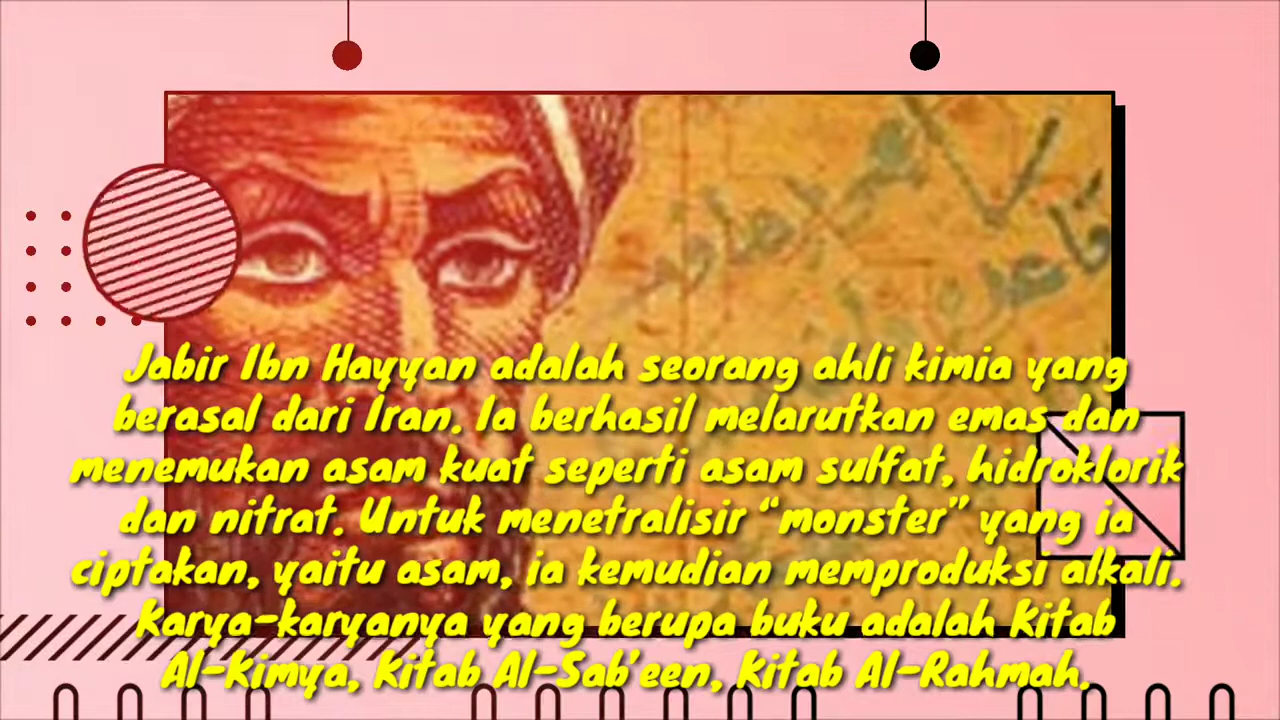 Jabir Ibn Hayyan adalah seorang ahli kimia yang
berasal dari Iran. Ia berhasil melarutkan emas dan
menemukan asam kuat seperti asam sulfat, hidroklorik
dan nitrat. Untuk menetralisir “monster” yang ia
ciptakan, yaitu asam, ia kemudian memproduksi alkali.
Karya-karyanya yang berupa buku adalah Kitab
Al-Kimya, Kitab Al-Sab’een, Kitab Al-Rahmah.